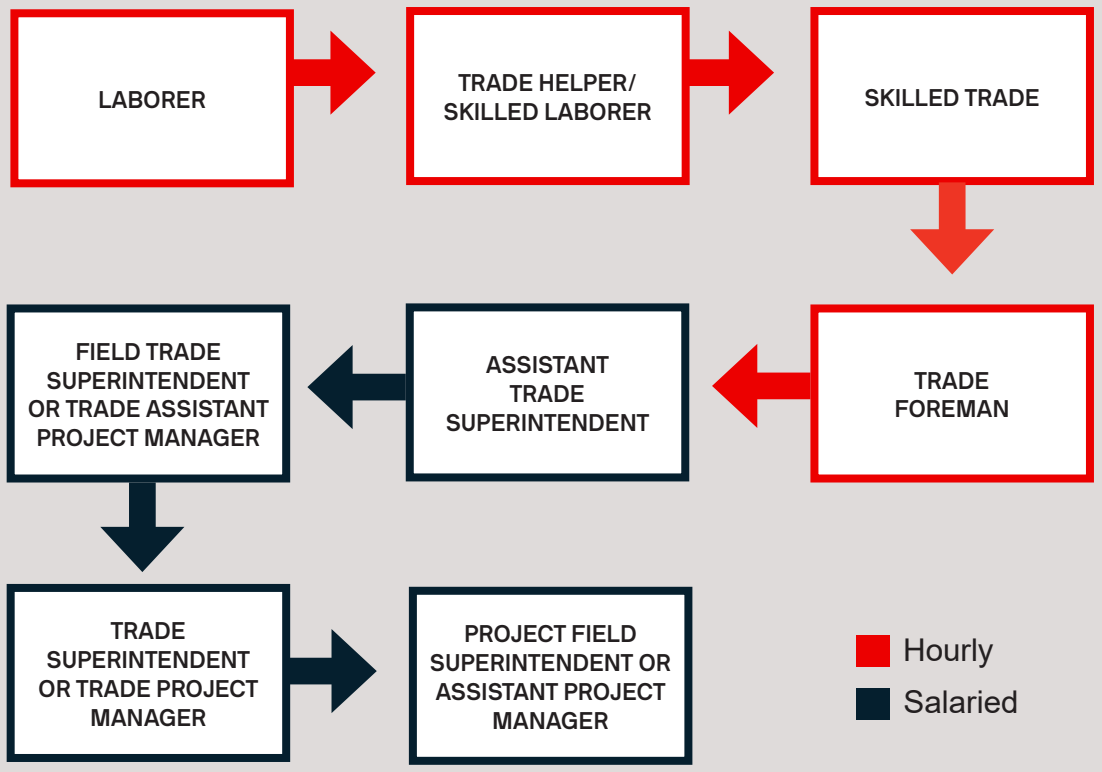 LABORER
TRADE HELPER/
SKILLED LABORER
SKILLED TRADE
TRADE
FOREMAN
ASSISTANT
TRADE
SUPERINTENDENT
FIELD TRADE
SUPERINTENDENT
OR TRADE ASSISTANT
PROJECT MANAGER
TRADE
SUPERINTENDENT
OR TRADE PROJECT
MANAGER
PROJECT FIELD
SUPERINTENDENT OR
ASSISTANT PROJECT
MANAGER
Hourly
Salaried